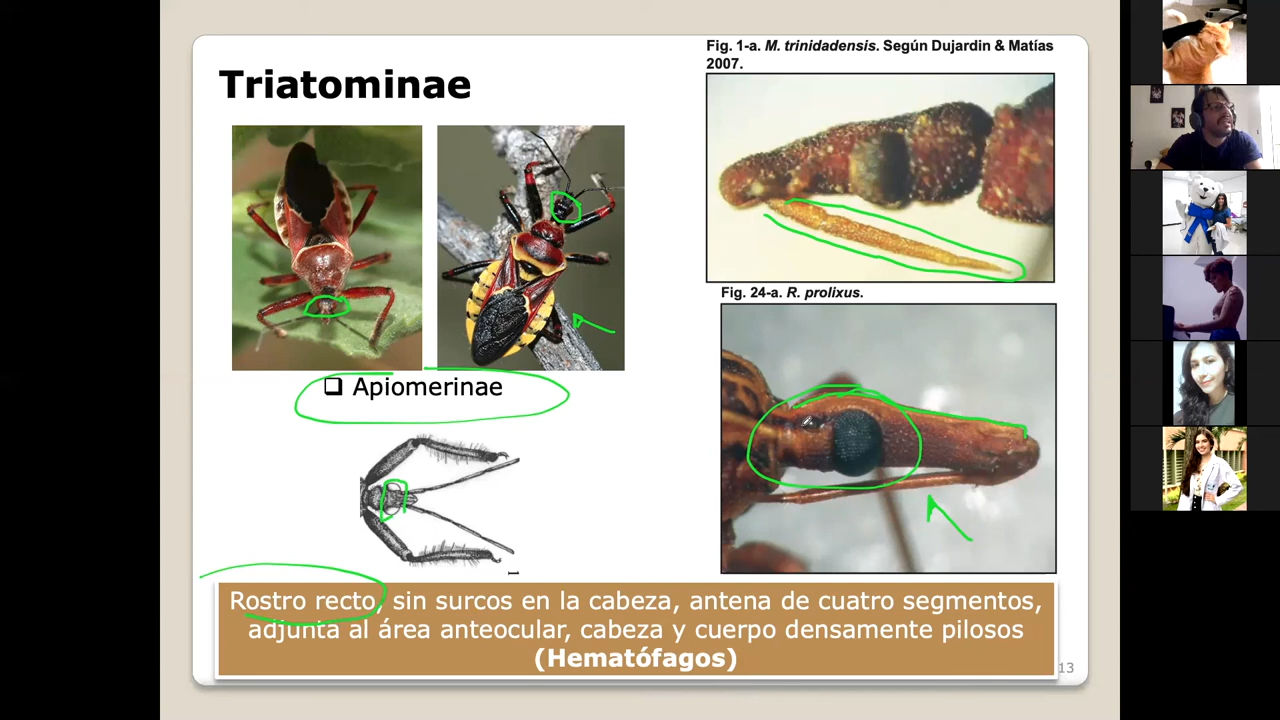 Triatominae
Fig. 1-a. M. trinidadensis. Según Dujardin & Matías
2007.
Fig. 24-a. R. prolixus.
❑ Apiomerinae
1
Rostro recto, sin surcos en la cabeza, antena de cuatro segmentos,
adjunta al área anteocular, cabeza y cuerpo densamente pilosos
(Hematófagos)
13